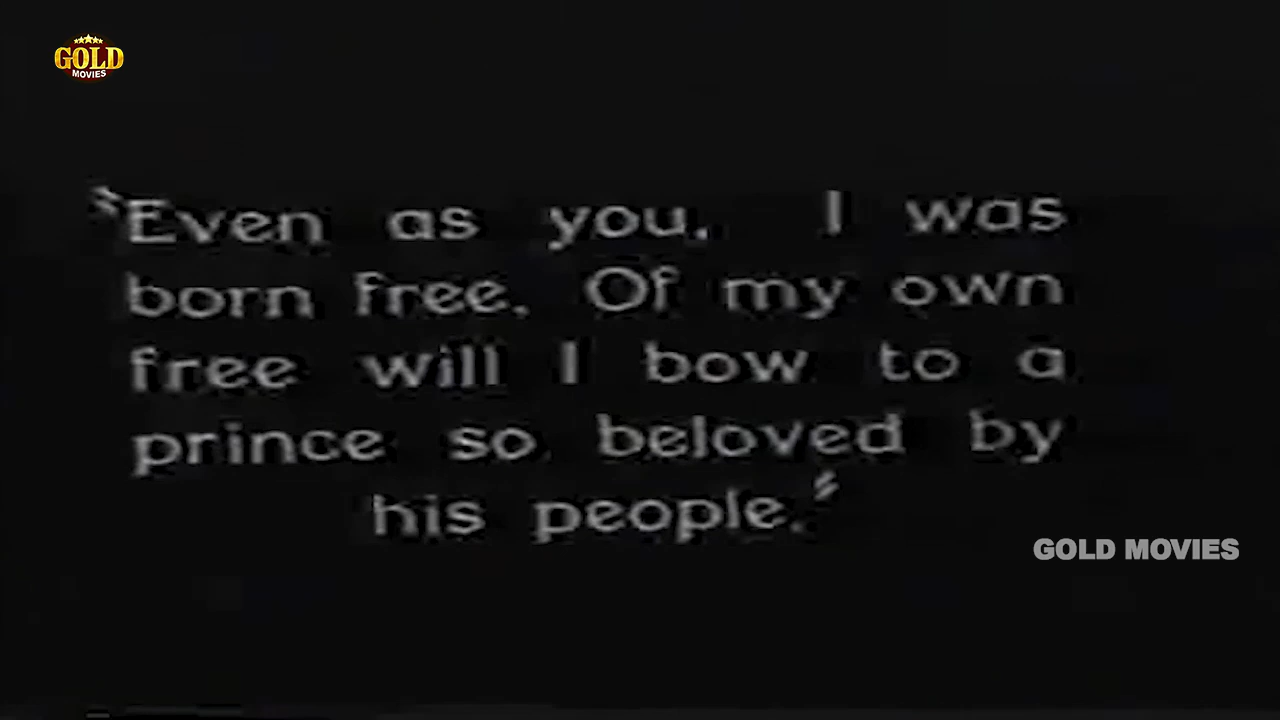 GOLD
MOVIES
"Even as you, I was
born free. Of my own
free will I bow to a
prince so beloved by
his people."
GOLD MOVIES